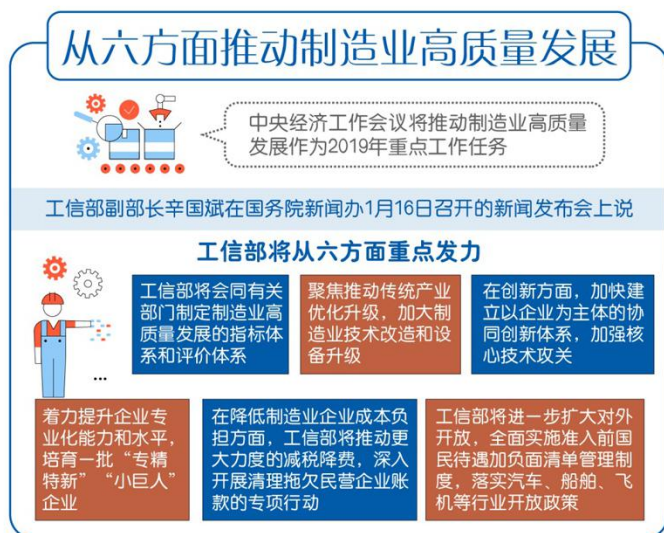 从六方面推动制造业高质量发展
中央经济工作会议将推动制造业高质量
发展作为2019年重点工作任务
工信部副部长辛国斌在国务院新闻办1月16日召开的新闻发布会上说
工信部将从六方面重点发力
工信部将会同有关
部门制定制造业高
质量发展的指标体
系和评价体系
聚焦推动传统产业
优化升级，加大制
造业技术改造和设
备升级
在创新方面，加快建
立以企业为主体的协
同创新体系，加强核
心技术攻关
...
着力提升企业专
业化能力和水平，
培育一批“专精
特新”“小巨人”
企业
在降低制造业企业成本负
担方面，工信部将推动更
大力度的减税降费，深入
开展清理拖欠民营企业账
款的专项行动
工信部将进一步扩大对外
开放，全面实施准入前国
民待遇加负面清单管理制
度，落实汽车、船舶、飞
机等行业开放政策